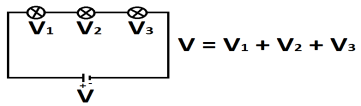 V₁ V₂ V₃
V = V₁ + V₂ + V₃
+ -
V